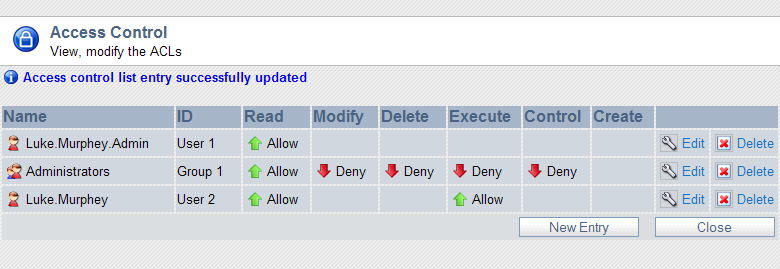 Access Control
View, modify the ACLs
Access control list entry successfully updated
Name ID Read Modify Delete Execute Control Create
Luke.Murphey.Admin User 1 Allow Edit Delete
Administrators Group 1 Allow Deny Deny Deny Deny Edit Delete
Luke.Murphey User 2 Allow Allow Edit Delete
New Entry Close